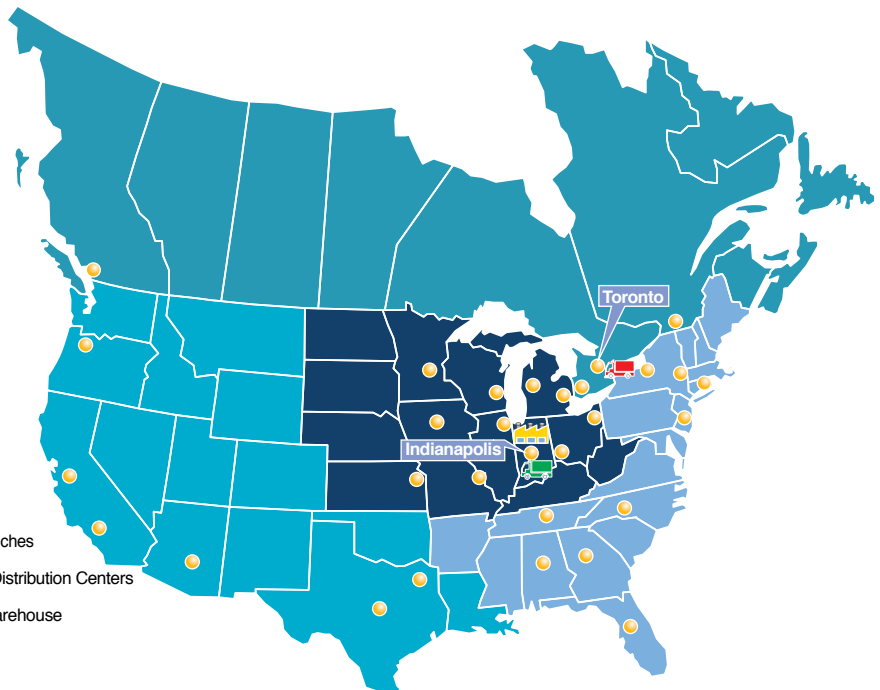 Toronto
Indianapolis
ches
Distribution Centers
arehouse